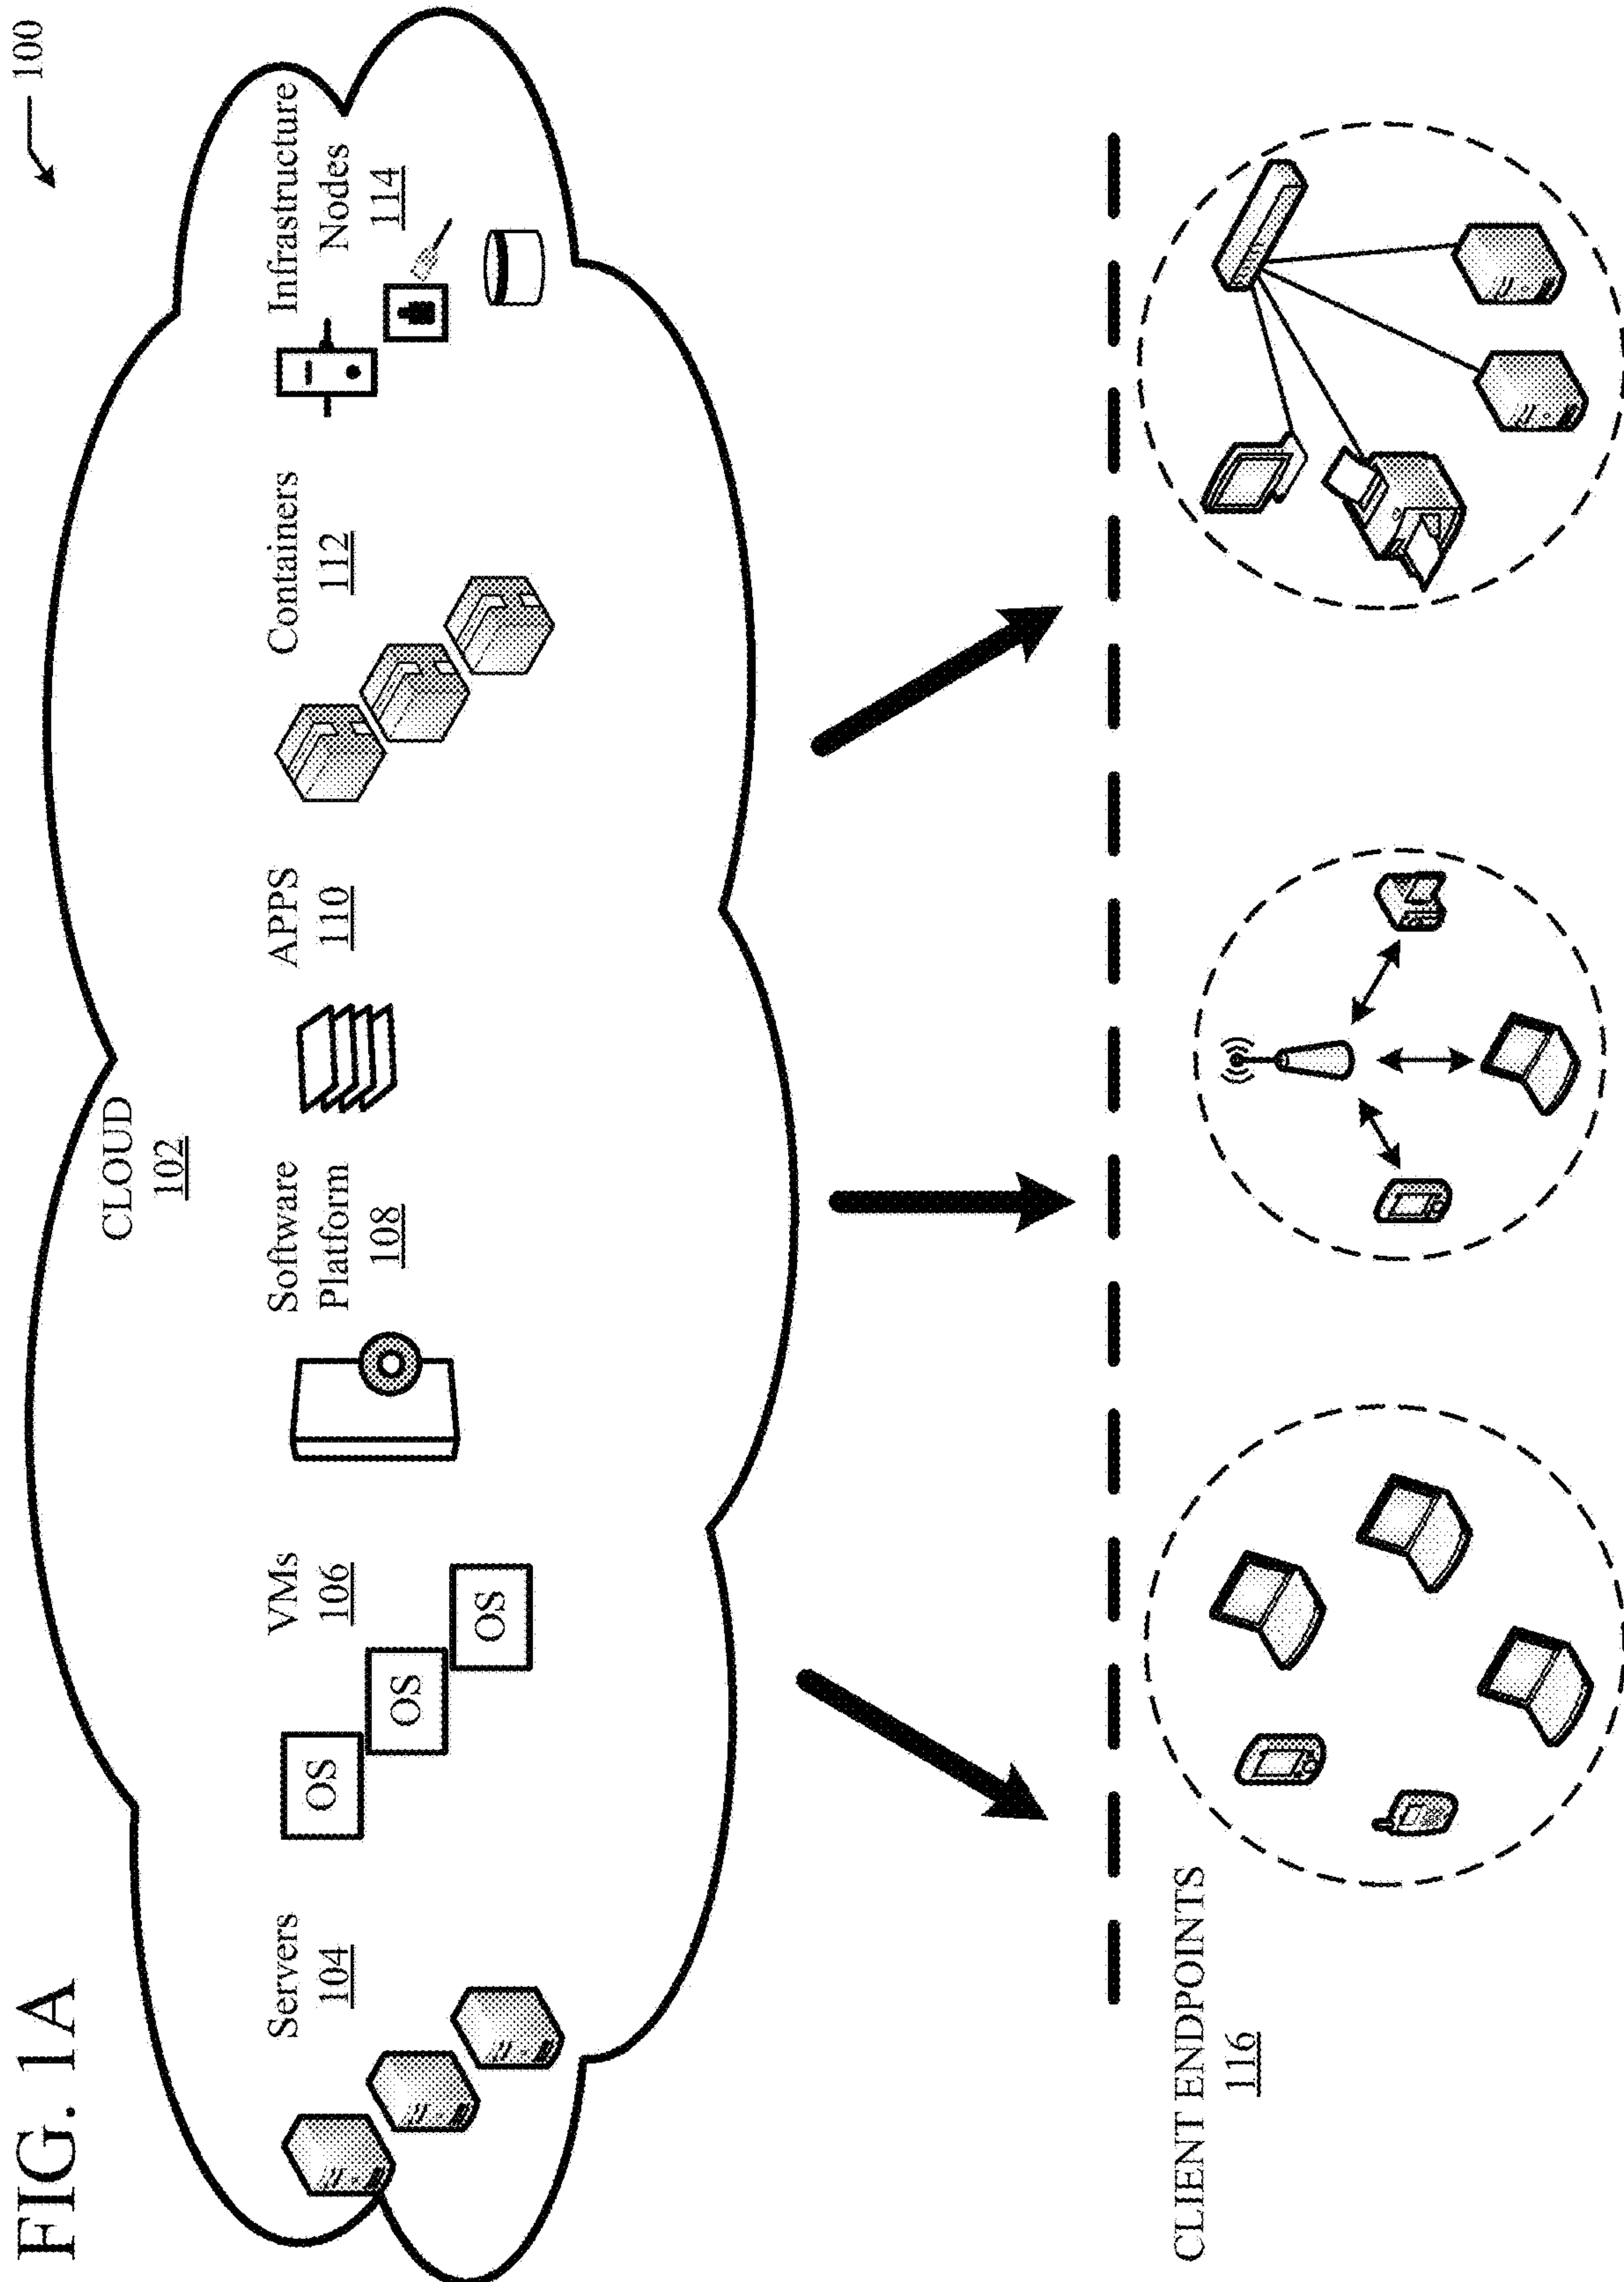 FIG. 1A
100
CLOUD
102
Servers
104
VMs
106
Software
Platform
108
APPS
110
Containers
112
Infrastructure
Nodes
114
OS
OS
OS
CLIENT ENDPOINTS
116